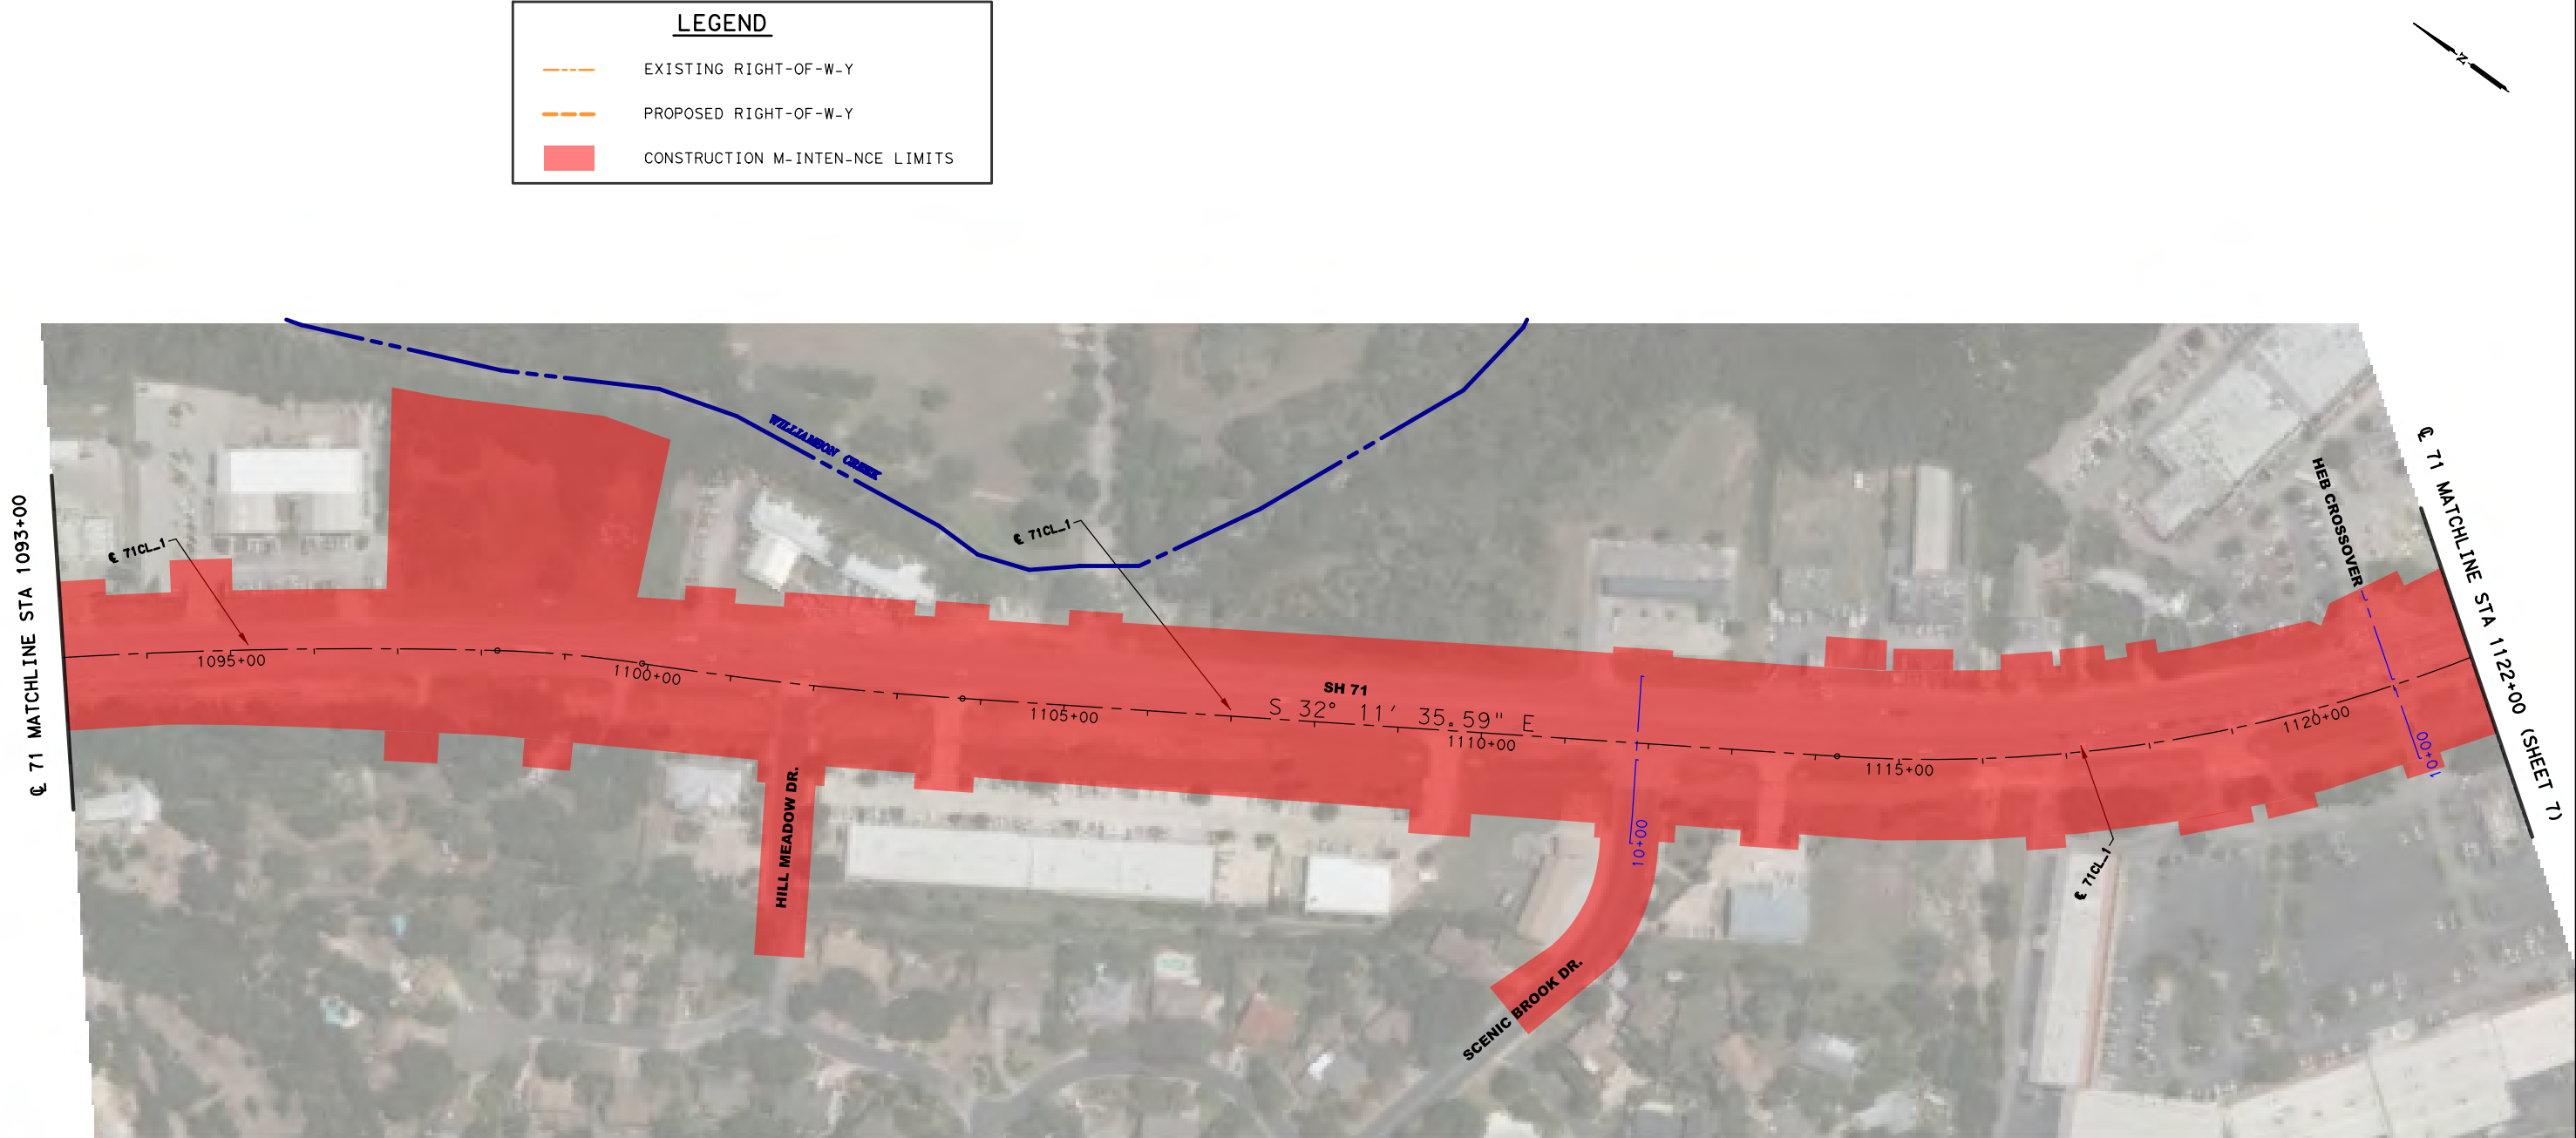 LEGEND
EXISTING RIGHT-OF-W-Y
PROPOSED RIGHT-OF-W-Y
CONSTRUCTION M-INTEN-NCE LIMITS
N
℄ 71 MATCHLINE STA 1093+00
℄ 71CL_1
1095+00
1100+00
WILLIAMSON CREEK
HILL MEADOW DR.
℄ 71CL_1
1105+00
SH 71
S 32° 11' 35.59" E
1110+00
10+00
SCENIC BROOK DR.
1115+00
℄ 71CL_1
1120+00
HEB CROSSOVER
10+00
℄ 71 MATCHLINE STA 1122+00 (SHEET 7)